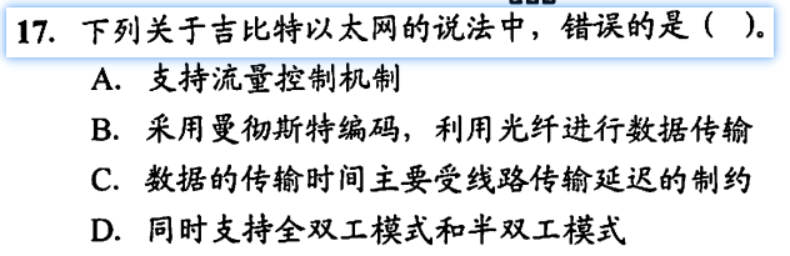 17. 下列关于吉比特以太网的说法中，错误的是（ ）。
A. 支持流量控制机制
B. 采用曼彻斯特编码，利用光纤进行数据传输
C. 数据的传输时间主要受线路传输延迟的制约
D. 同时支持全双工模式和半双工模式